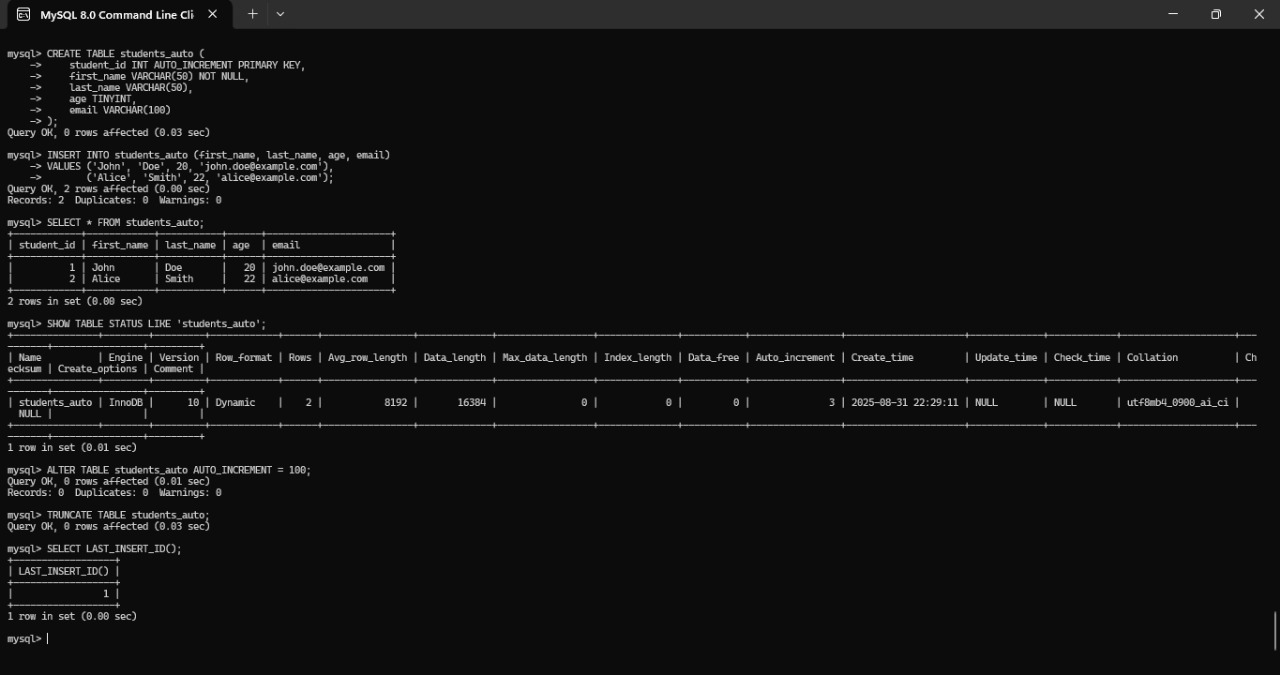 MySQL 8.0 Command Line Cli
mysql> CREATE TABLE students_auto (
    ->     student_id INT AUTO_INCREMENT PRIMARY KEY,
    ->     first_name VARCHAR(50) NOT NULL,
    ->     last_name VARCHAR(50),
    ->     age TINYINT,
    ->     email VARCHAR(100)
    -> );
Query OK, 0 rows affected (0.03 sec)
mysql> INSERT INTO students_auto (first_name, last_name, age, email)
    -> VALUES ('John', 'Doe', 20, 'john.doe@example.com'),
    ->        ('Alice', 'Smith', 22, 'alice@example.com');
Query OK, 2 rows affected (0.00 sec)
Records: 2  Duplicates: 0  Warnings: 0
mysql> SELECT * FROM students_auto;
| student_id | first_name | last_name | age  | email                |
|          1 | John       | Doe       |   20 | john.doe@example.com |
|          2 | Alice      | Smith     |   22 | alice@example.com    |
2 rows in set (0.00 sec)
mysql> SHOW TABLE STATUS LIKE 'students_auto';
| Name          | Engine | Version | Row_format | Rows | Avg_row_length | Data_length | Max_data_length | Index_length | Data_free | Auto_increment | Create_time         | Update_time | Check_time | Collation          | Ch
ecksum | Create_options | Comment |
| students_auto | InnoDB |      10 | Dynamic    |    2 |           8192 |       16384 |               0 |            0 |         0 |              3 | 2025-08-31 22:29:11 | NULL        | NULL       | utf8mb4_0900_ai_ci |
  NULL |                |         |
1 row in set (0.01 sec)
mysql> ALTER TABLE students_auto AUTO_INCREMENT = 100;
Query OK, 0 rows affected (0.01 sec)
Records: 0  Duplicates: 0  Warnings: 0
mysql> TRUNCATE TABLE students_auto;
Query OK, 0 rows affected (0.03 sec)
mysql> SELECT LAST_INSERT_ID();
| LAST_INSERT_ID() |
|                1 |
1 row in set (0.00 sec)
mysql>